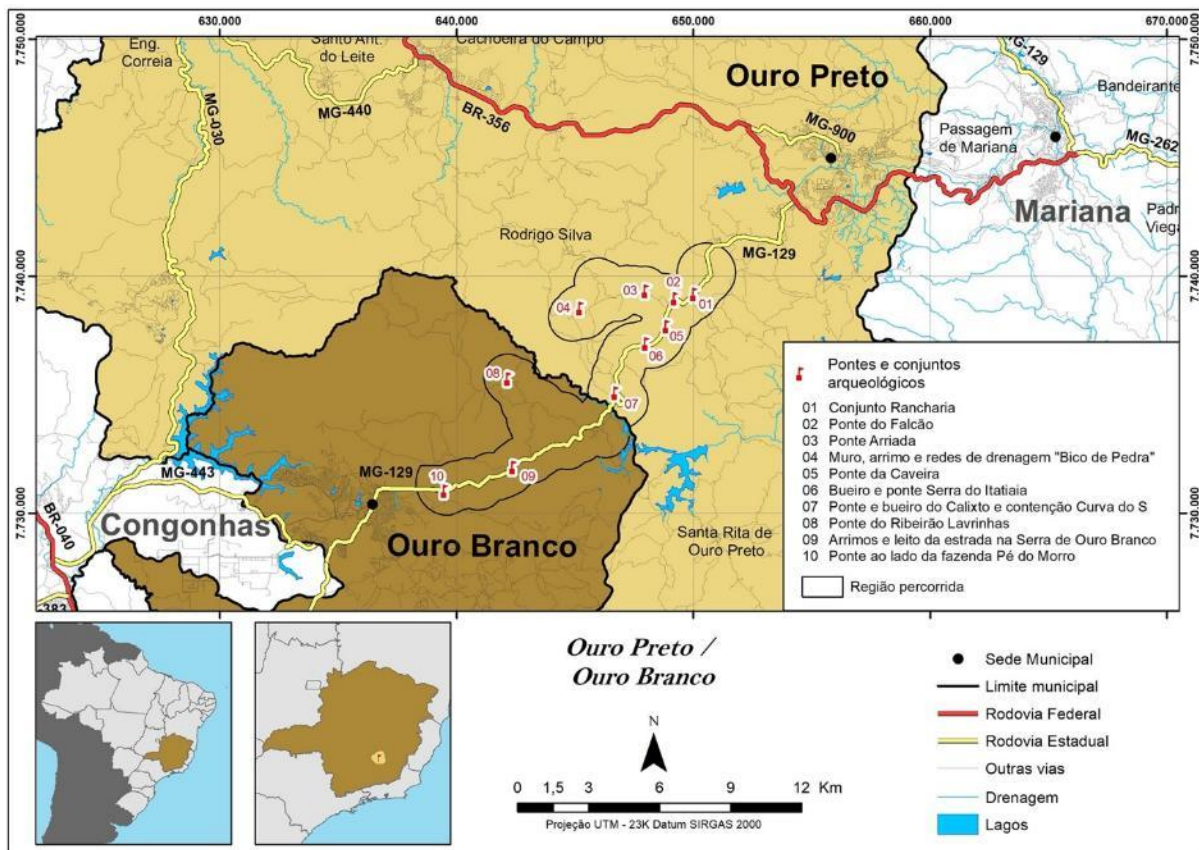 630.000
640.000
650.000
660.000
670.000
7.750.000
7.750.000
Eng.
Correia
Santo Ant.
do Leite
Cachoeira do Campo
MG-129
Ouro Preto
Bandeirante
MG-030
MG-440
BR-356
MG-900
Passagem
de Mariana
MG-262
Mariana
Padr
Viega
Rodrigo Silva
MG-129
7.740.000
7.740.000
02
03
04
01
05
06
08
07
MG-443
MG-129
10
09
7.730.000
BR-040
Congonhas
Ouro Branco
Santa Rita de
Ouro Preto
383
Pontes e conjuntos
arqueológicos
01 Conjunto Rancharia
02 Ponte do Falcão
03 Ponte Arriada
04 Muro, arrimo e redes de drenagem "Bico de Pedra"
05 Ponte da Caveira
06 Bueiro e ponte Serra do Itatiaia
07 Ponte e bueiro do Calixto e contenção Curva do S
08 Ponte do Ribeirão Lavrinhas
09 Arrimos e leito da estrada na Serra de Ouro Branco
10 Ponte ao lado da fazenda Pé do Morro
Região percorrida
Ouro Preto /
Ouro Branco
N
0 1,5 3 6 9 12 Km
Projeção UTM - 23K Datum SIRGAS 2000
Sede Municipal
Limite municipal
Rodovia Federal
Rodovia Estadual
Outras vias
Drenagem
Lagos